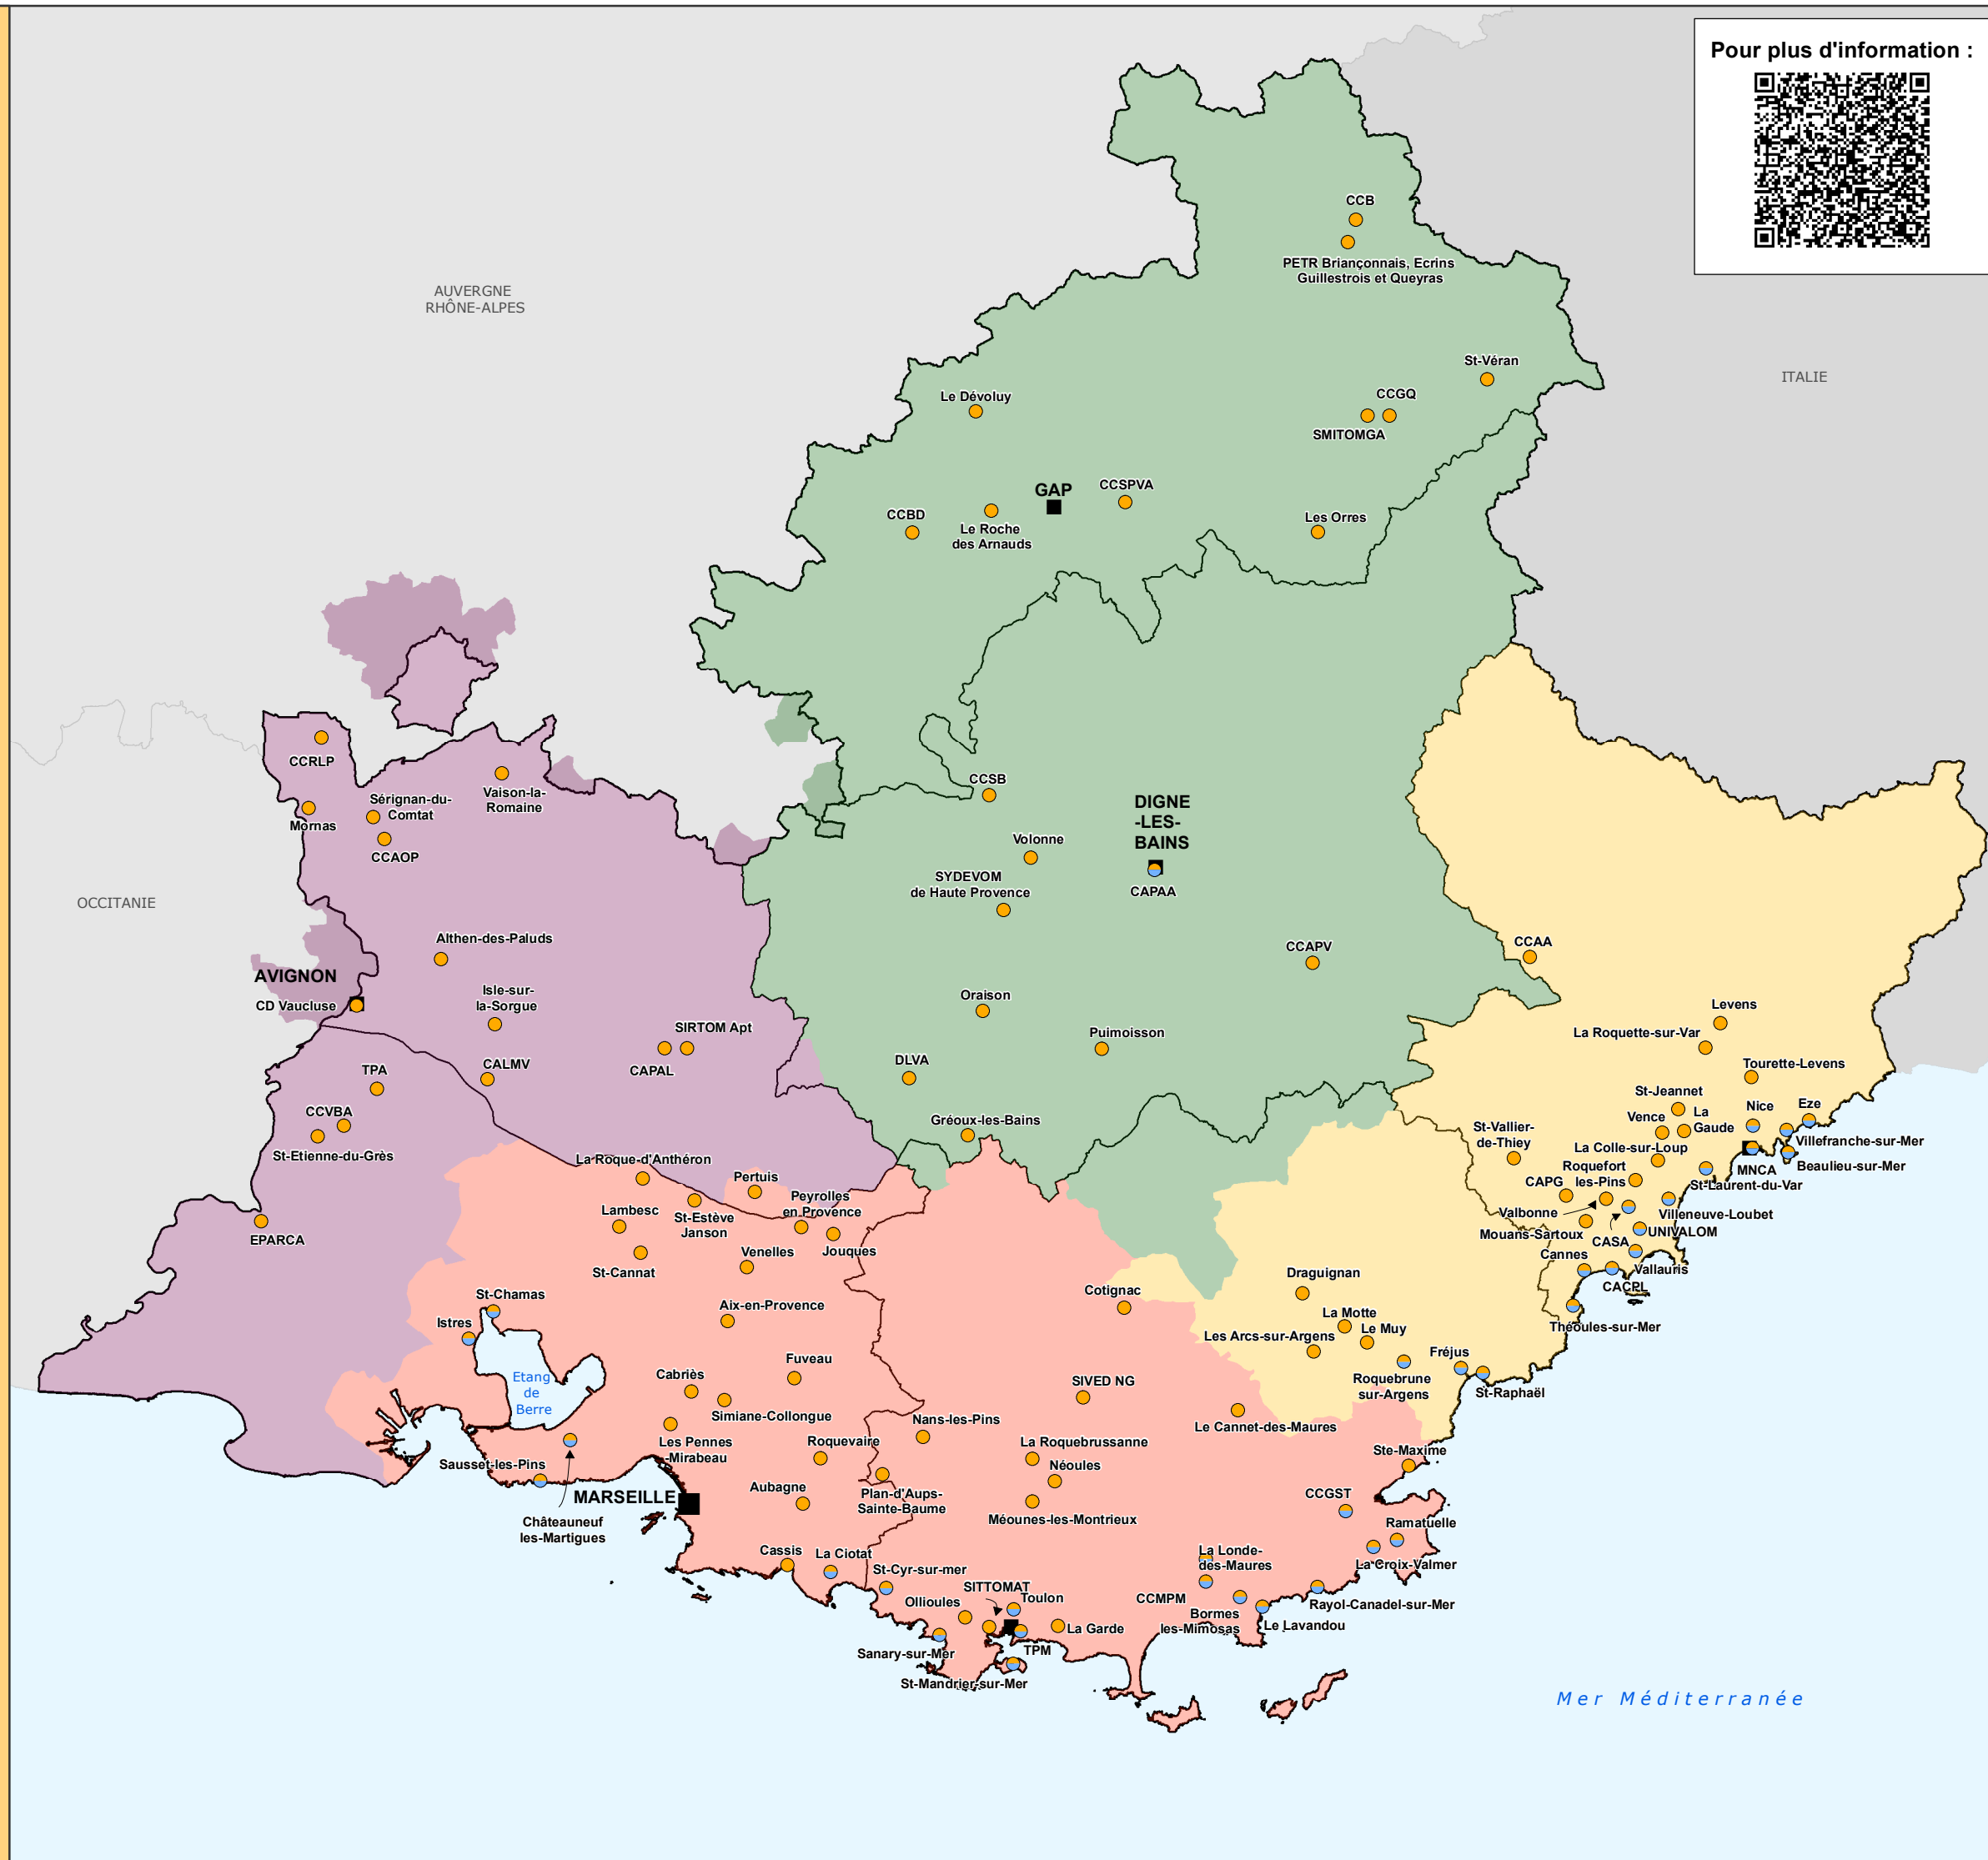 Pour plus d'information :
AUVERGNE
RHÔNE-ALPES
ITALIE
OCCITANIE
CCB
PETR Briançonnais, Ecrins
Guillestrois et Queyras
St-Véran
Le Dévoluy
CCGQ
SMITOMGA
GAP
CCSPVA
CCBD
Le Roche
des Arnauds
Les Orres
CCRLP
Vaison-la-
Romaine
Sérignan-du-
Comtat
Mornas
CCAOP
CCSB
DIGNE
-LES-
BAINS
Volonne
SYDEVOM
de Haute Provence
CAPAA
Althen-des-Paluds
CCAPV
CCAA
AVIGNON
CD Vaucluse
Isle-sur-
la-Sorgue
Oraison
Levens
SIRTOM Apt
Puimoisson
La Roquette-sur-Var
CAPAL
CALMV
DLVA
TPA
Tourette-Levens
CCVBA
St-Jeannet
Nice
Eze
Gréoux-les-Bains
Vence
La
Gaude
St-Vallier-
de-Thiey
Villefranche-sur-Mer
St-Etienne-du-Grès
La Roque-d'Anthéron
La Colle-sur-Loup
Beaulieu-sur-Mer
MNCA
Roquefort
les-Pins
CAPG
St-Laurent-du-Var
Pertuis
Peyrolles
en Provence
St-Estève
Janson
Lambesc
Valbonne
Villeneuve-Loubet
EPARCA
Jouques
Mouans-Sartoux
CASA
UNIVALOM
Venelles
St-Cannat
Cannes
Vallauris
CACPL
Draguignan
Cotignac
St-Chamas
Istres
Aix-en-Provence
La Motte
Le Muy
Les Arcs-sur-Argens
Théoules-sur-Mer
Fuveau
Fréjus
Etang
de
Berre
Cabriès
SIVED NG
Roquebrune
sur-Argens
St-Raphaël
Simiane-Collongue
Nans-les-Pins
Le Cannet-des-Maures
Les Pennes
-Mirabeau
Roquevaire
La Roquebrussanne
Ste-Maxime
Sausset-les-Pins
Néoules
Aubagne
Plan-d'Aups-
Sainte-Baume
MARSEILLE
CCGST
Châteauneuf
les-Martigues
Méounes-les-Montrieux
Ramatuelle
Cassis
La Ciotat
La Londe-
des-Maures
La Croix-Valmer
St-Cyr-sur-mer
SITTOMAT
Toulon
Ollioules
CCMPM
Rayol-Canadel-sur-Mer
Bormes
les-Mimosas
Le Lavandou
La Garde
Sanary-sur-Mer
TPM
St-Mandrier-sur-Mer
Mer Méditerranée